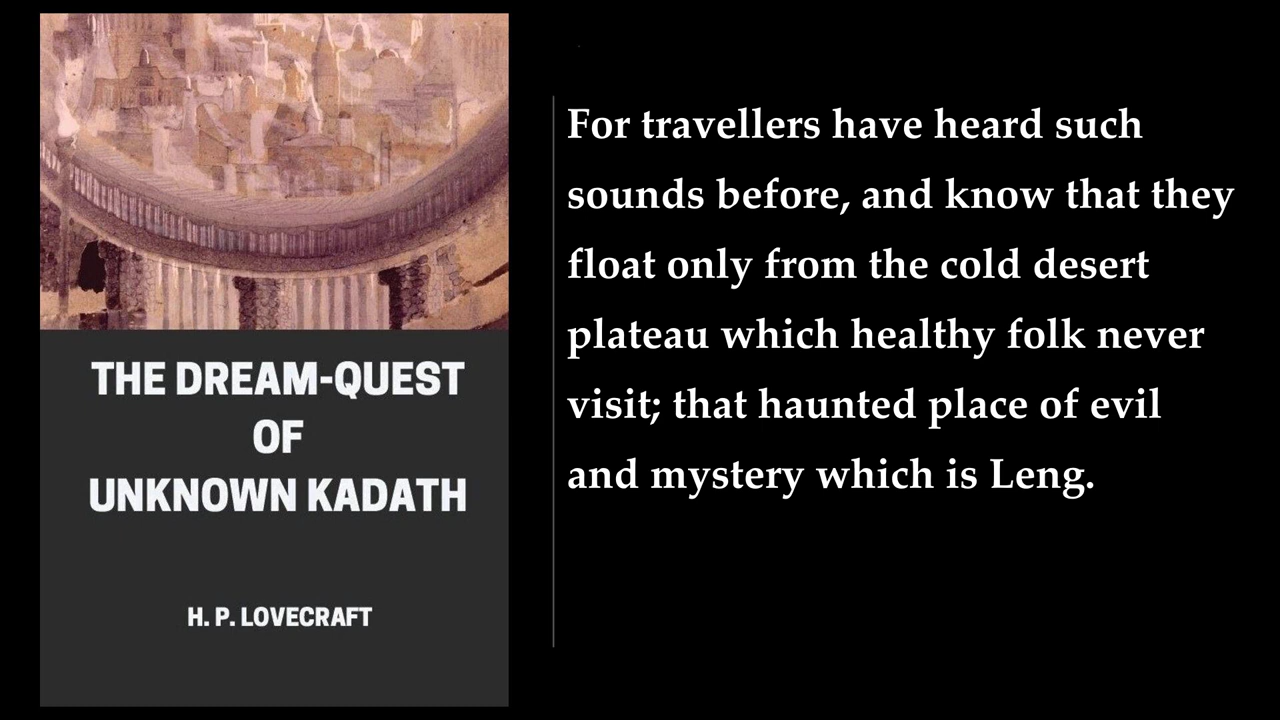 THE DREAM-QUEST
OF
UNKNOWN KADATH
H. P. LOVECRAFT
For travellers have heard such
sounds before, and know that they
float only from the cold desert
plateau which healthy folk never
visit; that haunted place of evil
and mystery which is Leng.